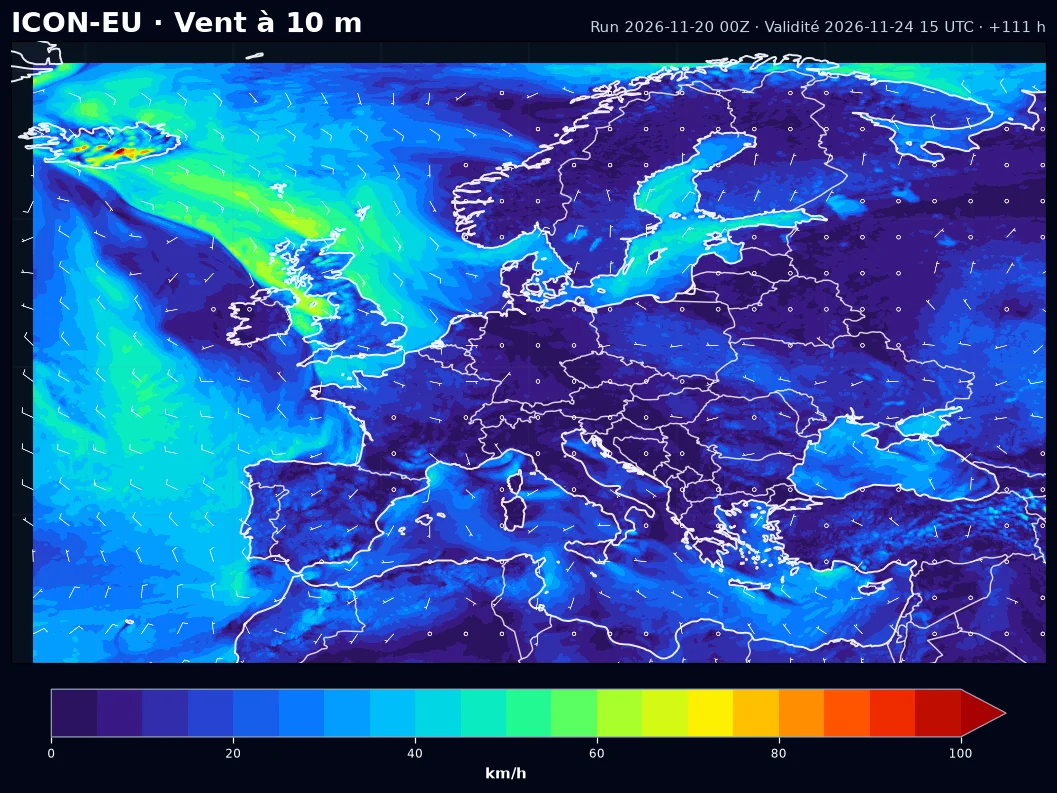 ICON-EU · Vent à 10 m
Run 2026-11-20 00Z · Validité 2026-11-24 15 UTC · +111 h
0 20 40 60 80 100
km/h